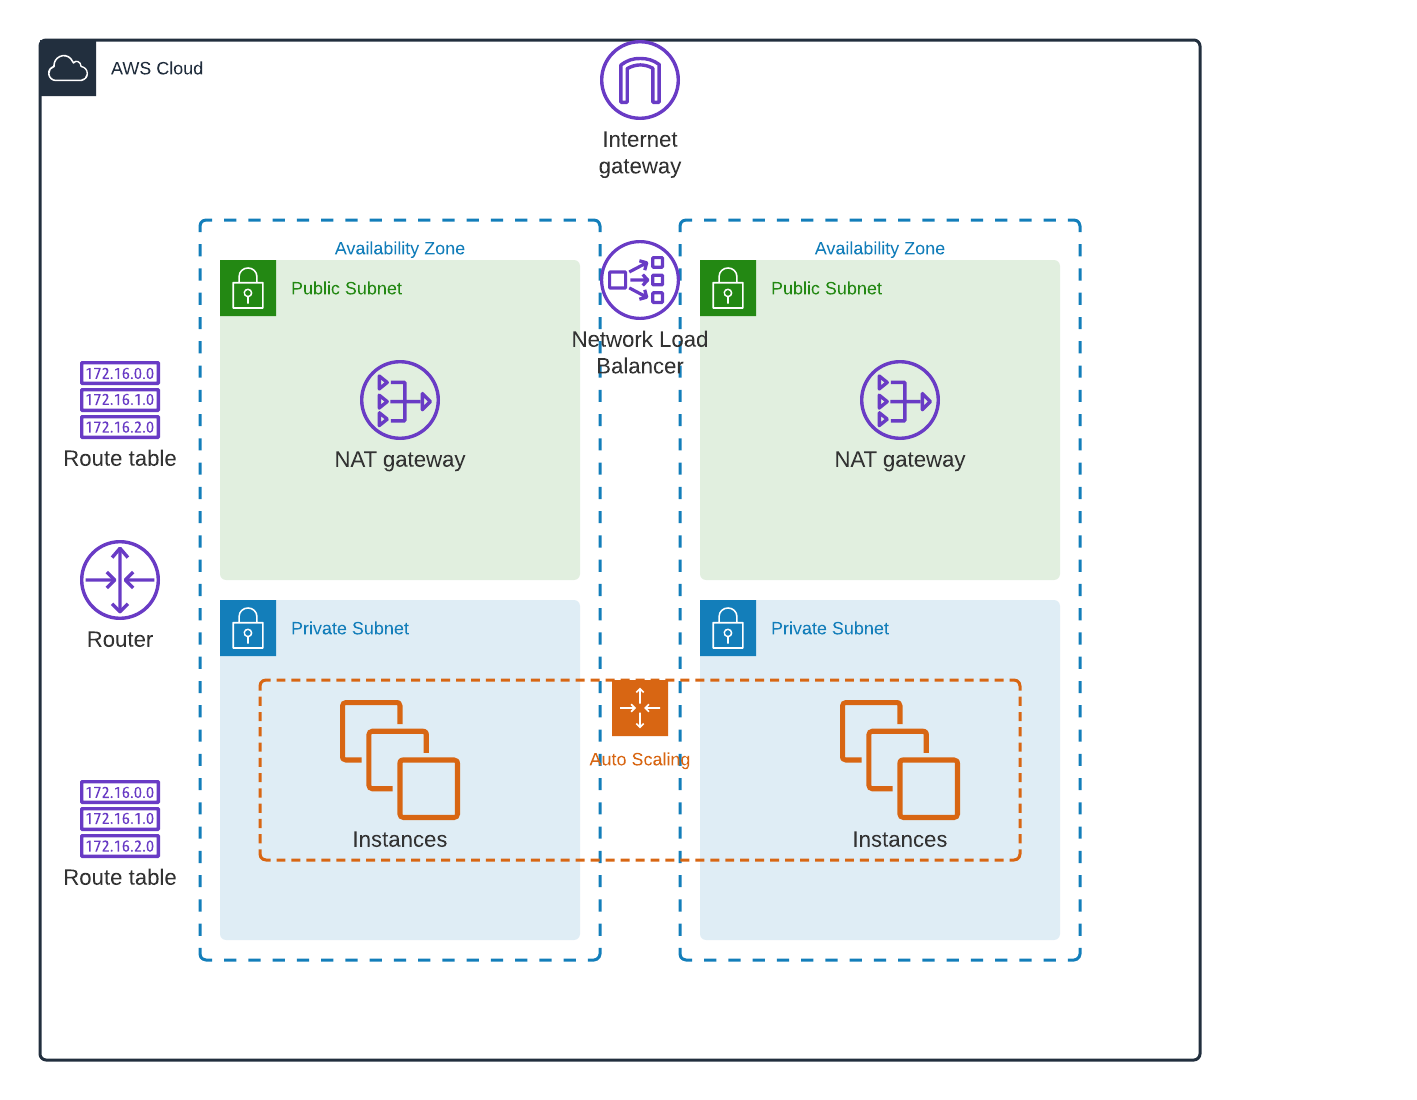 AWS Cloud
Internet
gateway
Availability Zone
Availability Zone
Public Subnet
Network Load
Balancer
Public Subnet
172.16.0.0
172.16.1.0
172.16.2.0
Route table
NAT gateway
NAT gateway
Router
Private Subnet
Private Subnet
Auto Scaling
172.16.0.0
172.16.1.0
172.16.2.0
Route table
Instances
Instances